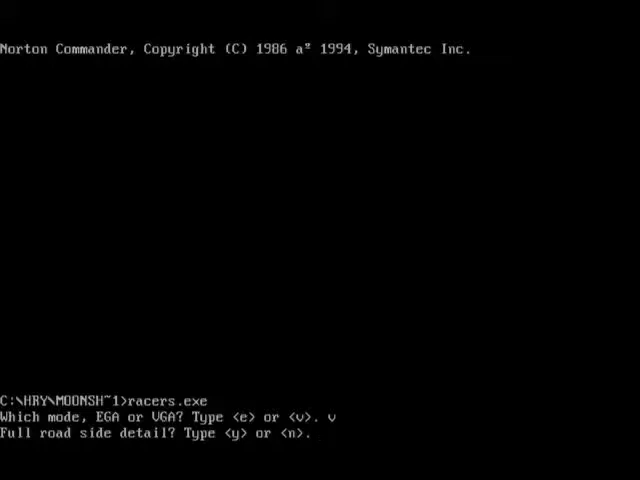 Norton Commander, Copyright (C) 1986 aº 1994, Symantec Inc.
C:\HRY\MOONSH~1>racers.exe
Which mode, EGA or VGA? Type <e> or <v>. v
Full road side detail? Type <y> or <n>.